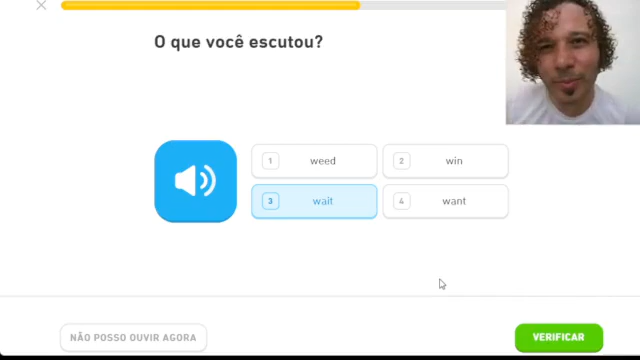 O que você escutou?
1 weed
2 win
3 wait
4 want
NÃO POSSO OUVIR AGORA
VERIFICAR